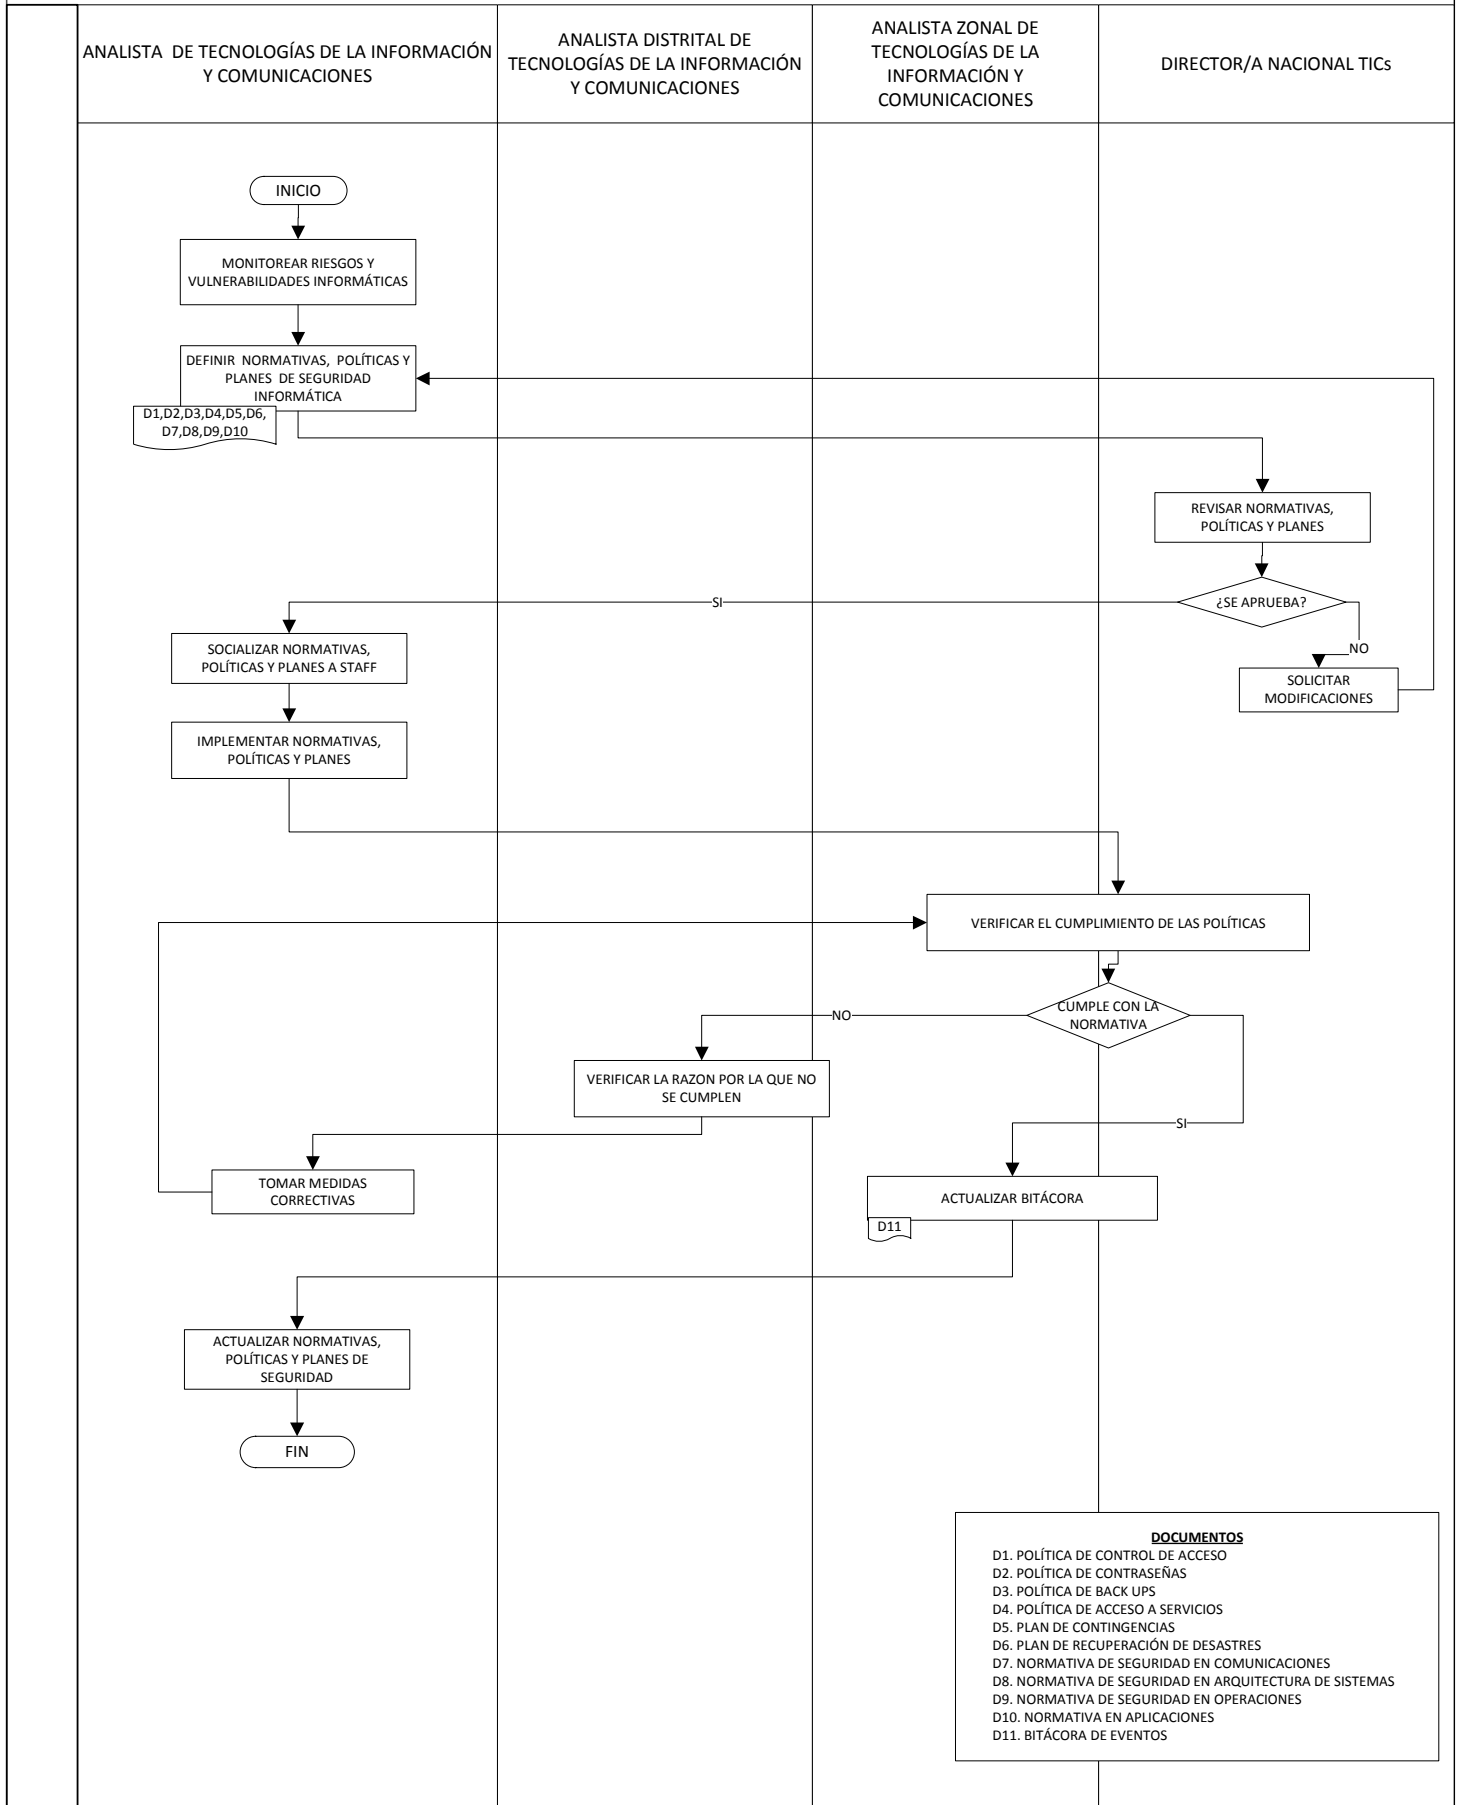 ANALISTA DE TECNOLOGÍAS DE LA INFORMACIÓN
Y COMUNICACIONES
ANALISTA DISTRITAL DE
TECNOLOGÍAS DE LA INFORMACIÓN
Y COMUNICACIONES
ANALISTA ZONAL DE
TECNOLOGÍAS DE LA
INFORMACIÓN Y
COMUNICACIONES
DIRECTOR/A NACIONAL TICs
INICIO
MONITOREAR RIESGOS Y
VULNERABILIDADES INFORMÁTICAS
DEFINIR NORMATIVAS, POLÍTICAS Y
PLANES DE SEGURIDAD
INFORMÁTICA
D1,D2,D3,D4,D5,D6,
D7,D8,D9,D10
REVISAR NORMATIVAS,
POLÍTICAS Y PLANES
¿SE APRUEBA?
SI
NO
SOLICITAR
MODIFICACIONES
SOCIALIZAR NORMATIVAS,
POLÍTICAS Y PLANES A STAFF
IMPLEMENTAR NORMATIVAS,
POLÍTICAS Y PLANES
VERIFICAR EL CUMPLIMIENTO DE LAS POLÍTICAS
CUMPLE CON LA
NORMATIVA
NO
VERIFICAR LA RAZON POR LA QUE NO
SE CUMPLEN
SI
TOMAR MEDIDAS
CORRECTIVAS
ACTUALIZAR BITÁCORA
D11
ACTUALIZAR NORMATIVAS,
POLÍTICAS Y PLANES DE
SEGURIDAD
FIN
DOCUMENTOS
D1. POLÍTICA DE CONTROL DE ACCESO
D2. POLÍTICA DE CONTRASEÑAS
D3. POLÍTICA DE BACK UPS
D4. POLÍTICA DE ACCESO A SERVICIOS
D5. PLAN DE CONTINGENCIAS
D6. PLAN DE RECUPERACIÓN DE DESASTRES
D7. NORMATIVA DE SEGURIDAD EN COMUNICACIONES
D8. NORMATIVA DE SEGURIDAD EN ARQUITECTURA DE SISTEMAS
D9. NORMATIVA DE SEGURIDAD EN OPERACIONES
D10. NORMATIVA EN APLICACIONES
D11. BITÁCORA DE EVENTOS